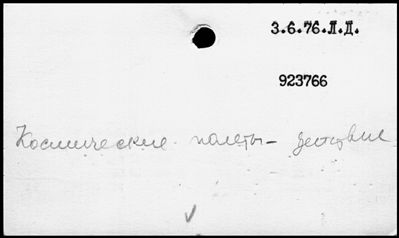 3.6.76.Л.Д.
923766
Космические полеты – действие